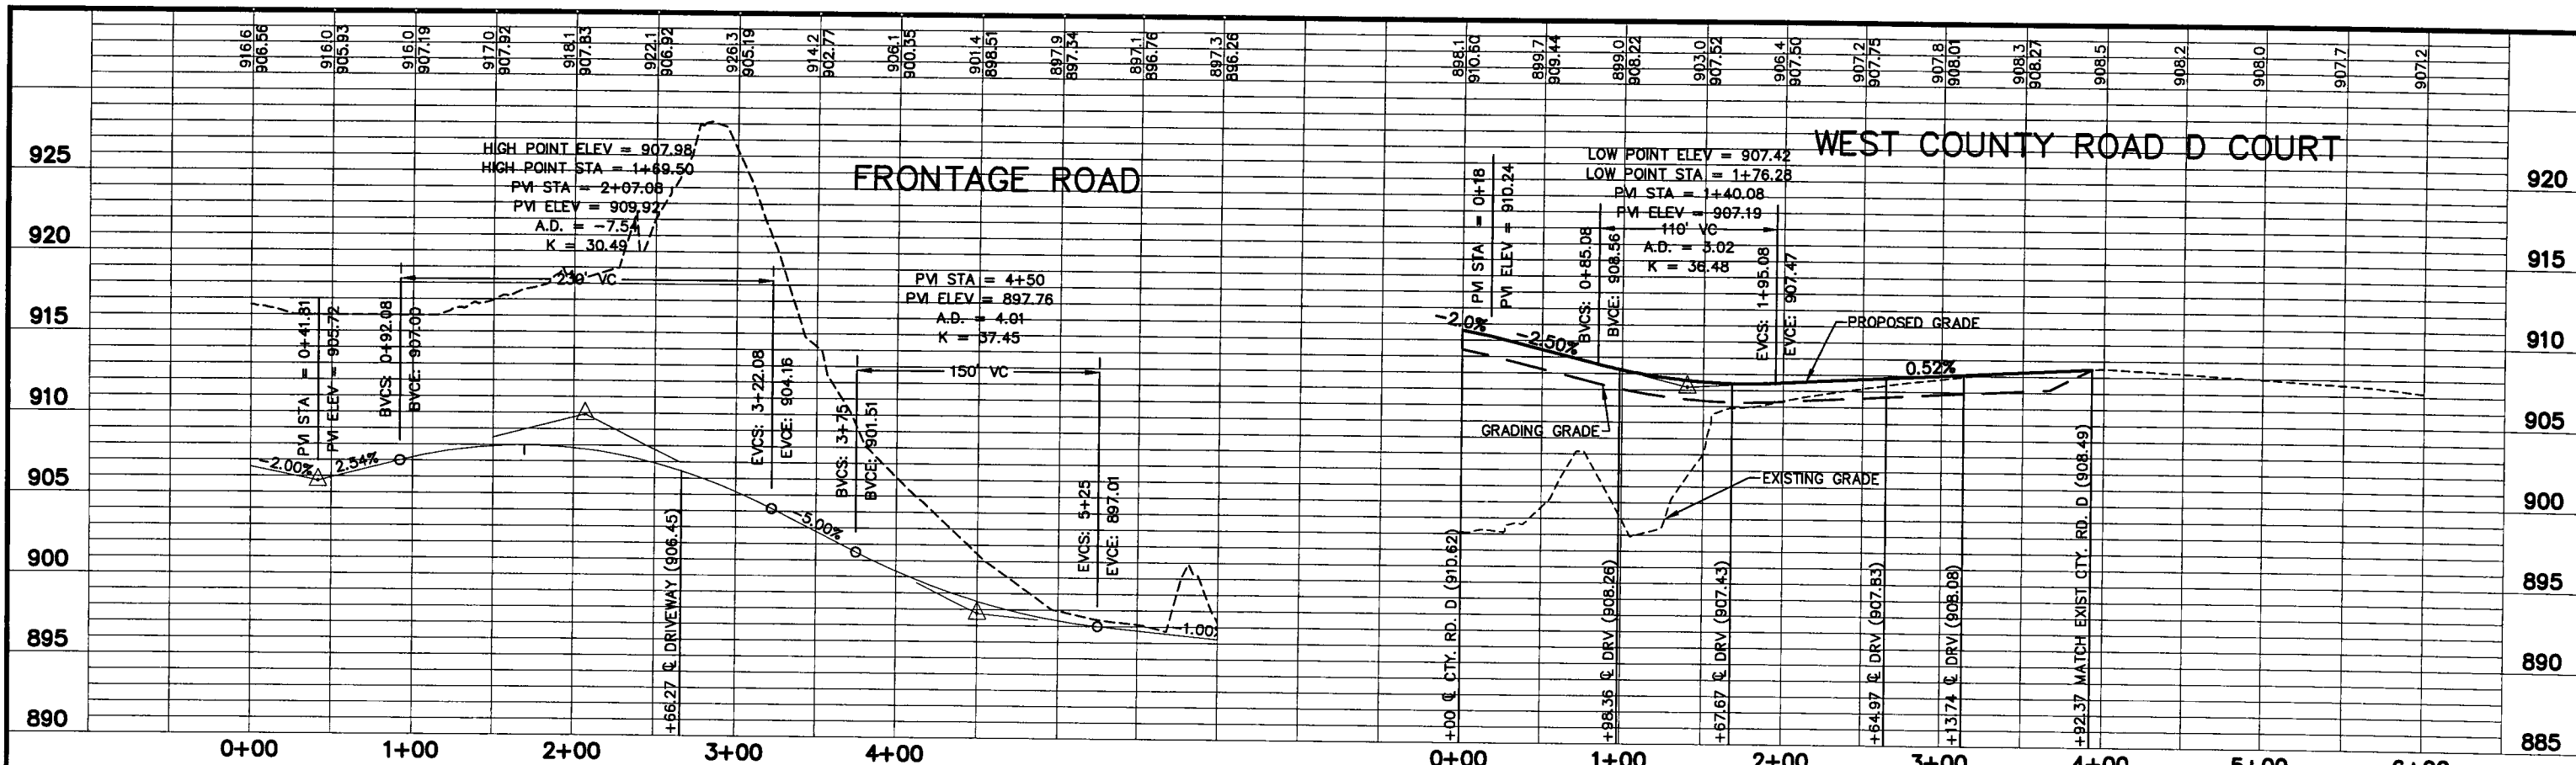 916.6
906.56
916.0
905.93
916.0
907.19
917.0
907.92
918.1
907.83
922.1
906.92
926.3
905.19
914.2
902.77
906.1
900.35
901.4
898.51
897.9
897.34
897.1
896.76
897.3
896.26
898.1
910.60
899.7
909.44
899.0
908.22
903.0
907.52
906.4
907.50
907.2
907.75
907.8
908.01
908.3
908.27
908.5
908.2
908.0
907.7
907.2
FRONTAGE ROAD
HIGH POINT ELEV = 907.98
HIGH POINT STA = 1+69.50
PVI STA = 2+07.08
PVI ELEV = 909.92
A.D. = -7.54
K = 30.49
230' VC
PVI STA = 4+50
PVI ELEV = 897.76
A.D. = 4.01
K = 37.45
150' VC
PVI STA = 0+41.81
PVI ELEV = 905.72
BVCS: 0+92.08
BVCE: 907.00
EVCS: 3+22.08
EVCE: 904.16
BVCS: 3+75
BVCE: 901.51
EVCS: 5+25
EVCE: 897.01
-2.00%
2.54%
-5.00%
-1.00%
+66.27 ℄ DRIVEWAY (906.45)
925
920
915
910
905
900
895
890
0+00
1+00
2+00
3+00
4+00
WEST COUNTY ROAD D COURT
LOW POINT ELEV = 907.42
LOW POINT STA = 1+76.28
PVI STA = 1+40.08
PVI ELEV = 907.19
110' VC
A.D. = 3.02
K = 36.48
PVI STA = 0+18
PVI ELEV = 910.24
BVCS: 0+85.08
BVCE: 908.56
EVCS: 1+95.08
EVCE: 907.47
-2.0%
-2.50%
0.52%
PROPOSED GRADE
GRADING GRADE
EXISTING GRADE
+00 ℄ CTY. RD. D (910.62)
+98.36 ℄ DRV (908.26)
+67.67 ℄ DRV (907.43)
+64.97 ℄ DRV (907.83)
+13.74 ℄ DRV (908.08)
+92.37 MATCH EXIST CTY. RD. D (908.49)
920
915
910
905
900
895
890
885
0+00
1+00
2+00
3+00
4+00
5+00
6+00